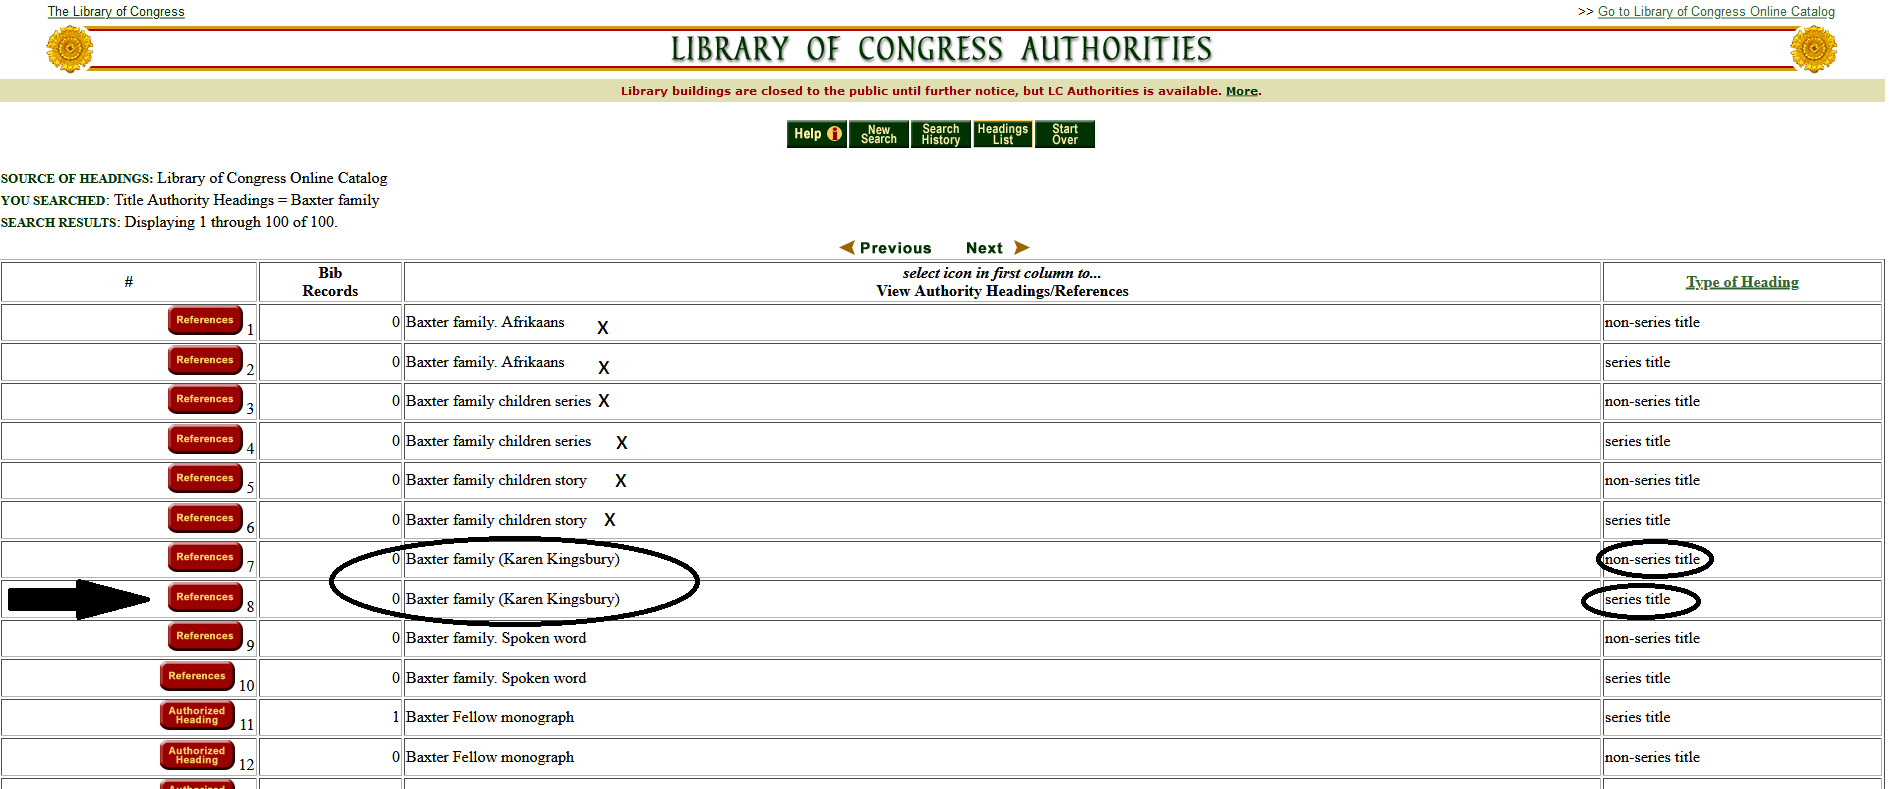 The Library of Congress
>> Go to Library of Congress Online Catalog
LIBRARY OF CONGRESS AUTHORITIES
Library buildings are closed to the public until further notice, but LC Authorities is available. More.
Help i New Search Search History Headings List Start Over
SOURCE OF HEADINGS: Library of Congress Online Catalog
YOU SEARCHED: Title Authority Headings = Baxter family
SEARCH RESULTS: Displaying 1 through 100 of 100.
Previous Next
# Bib Records select icon in first column to... View Authority Headings/References Type of Heading
References 1 0 Baxter family. Afrikaans X non-series title
References 2 0 Baxter family. Afrikaans X series title
References 3 0 Baxter family children series X non-series title
References 4 0 Baxter family children series X series title
References 5 0 Baxter family children story X non-series title
References 6 0 Baxter family children story X series title
References 7 0 Baxter family (Karen Kingsbury) non-series title
References 8 0 Baxter family (Karen Kingsbury) series title
References 9 0 Baxter family. Spoken word non-series title
References 10 0 Baxter family. Spoken word series title
Authorized Heading 11 1 Baxter Fellow monograph series title
Authorized Heading 12 0 Baxter Fellow monograph non-series title
Authorized